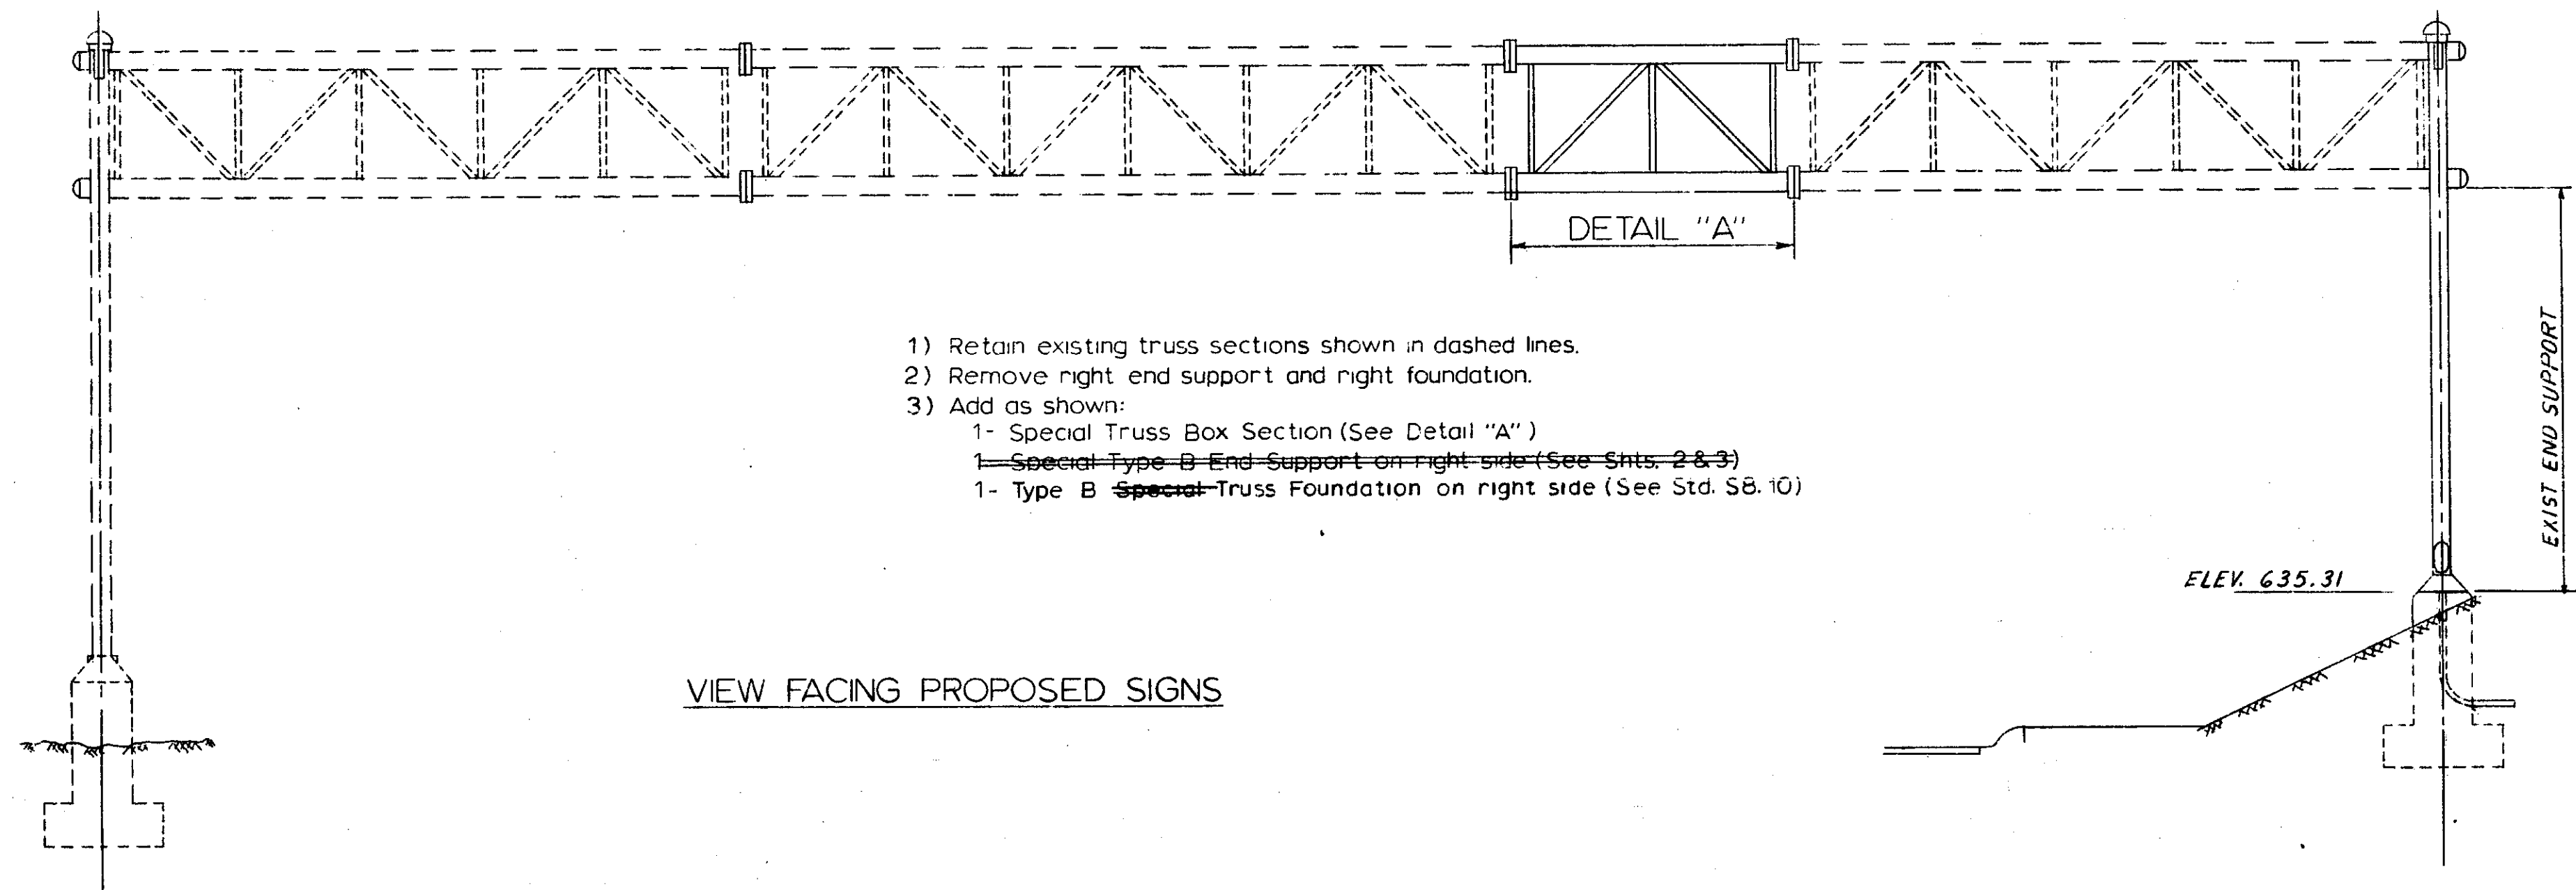 DETAIL "A"
1) Retain existing truss sections shown in dashed lines.
2) Remove right end support and right foundation.
3) Add as shown:
1- Special Truss Box Section (See Detail "A")
1- Special Type B End Support on right side (See Shts. 2 & 3)
1- Type B Special Truss Foundation on right side (See Std. SB. 10)
EXIST END SUPPORT
ELEV. 635.31
VIEW FACING PROPOSED SIGNS